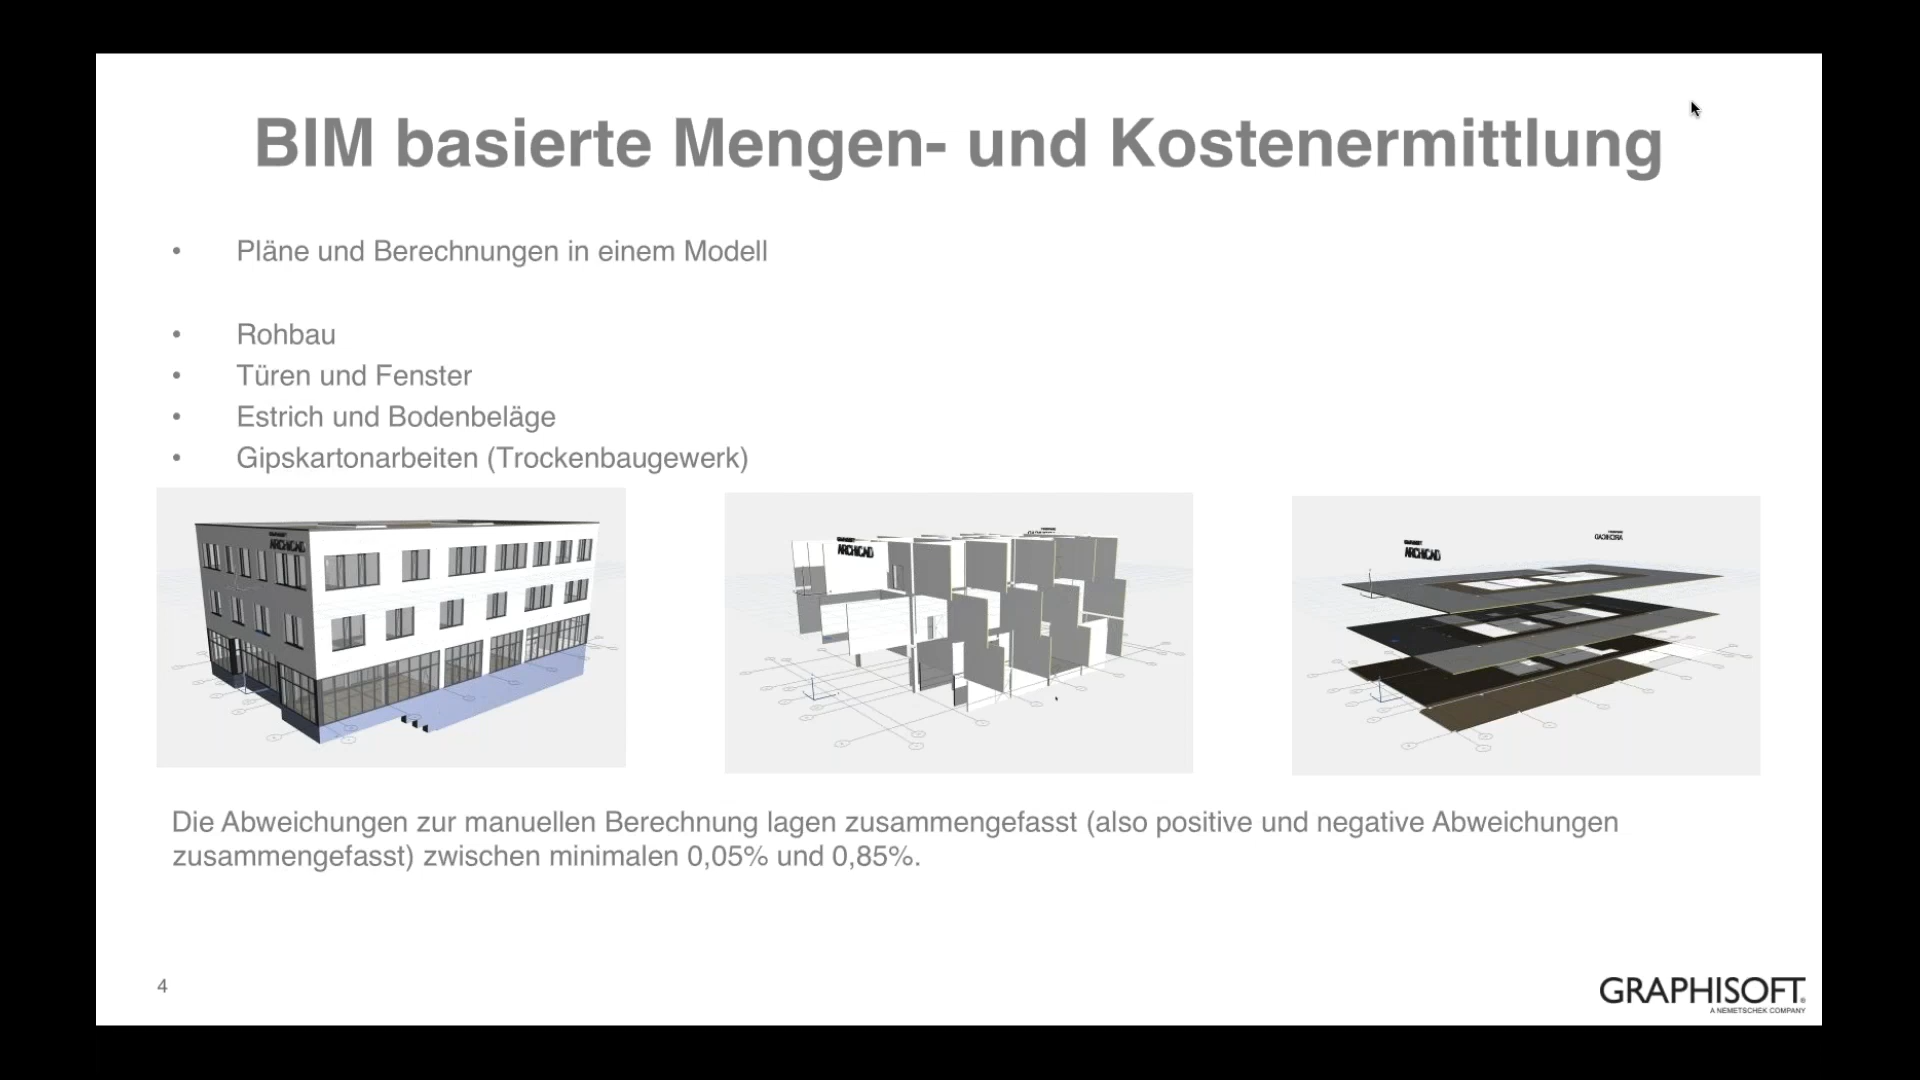 BIM basierte Mengen- und Kostenermittlung
• Pläne und Berechnungen in einem Modell
• Rohbau
• Türen und Fenster
• Estrich und Bodenbeläge
• Gipskartonarbeiten (Trockenbaugewerk)
ARCHICAD
ARCHICAD
ARCHICAD
Die Abweichungen zur manuellen Berechnung lagen zusammengefasst (also positive und negative Abweichungen
zusammengefasst) zwischen minimalen 0,05% und 0,85%.
4
GRAPHISOFT.
A NEMETSCHEK COMPANY